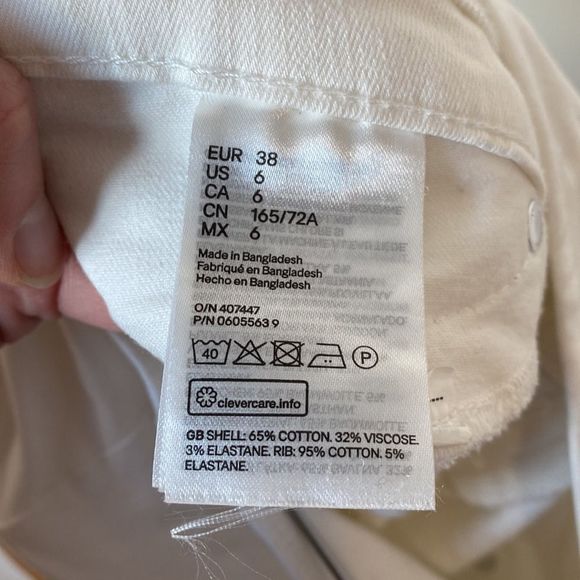 EUR 38
US 6
CA 6
CN 165/72A
MX 6
Made in Bangladesh
Fabriqué en Bangladesh
Hecho en Bangladesh
O/N 407447
P/N 0605563 9
40 P
clevercare.info
GB SHELL: 65% COTTON. 32% VISCOSE.
3% ELASTANE. RIB: 95% COTTON. 5%
ELASTANE.